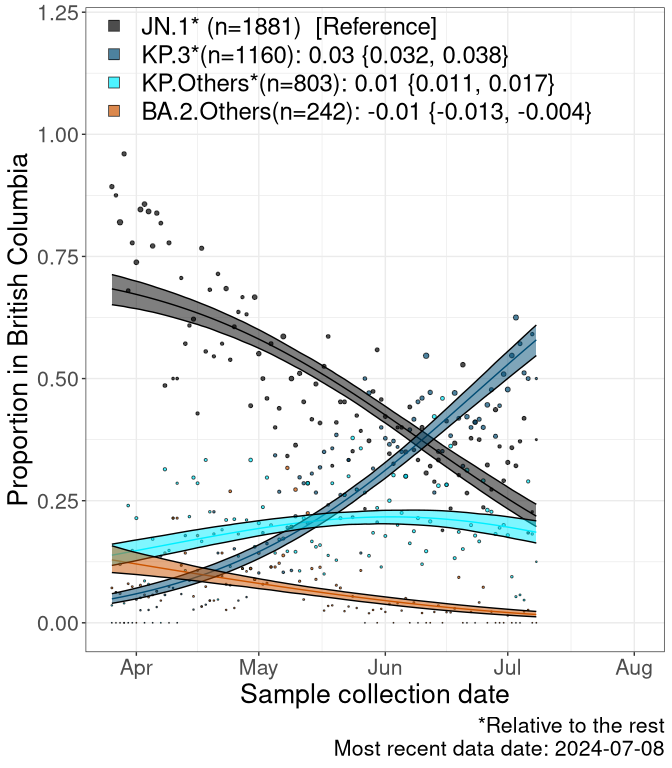 JN.1* (n=1881)  [Reference]
KP.3*(n=1160): 0.03 {0.032, 0.038}
KP.Others*(n=803): 0.01 {0.011, 0.017}
BA.2.Others(n=242): -0.01 {-0.013, -0.004}
Proportion in British Columbia
1.25
1.00
0.75
0.50
0.25
0.00
Apr May Jun Jul Aug
Sample collection date
*Relative to the rest
Most recent data date: 2024-07-08